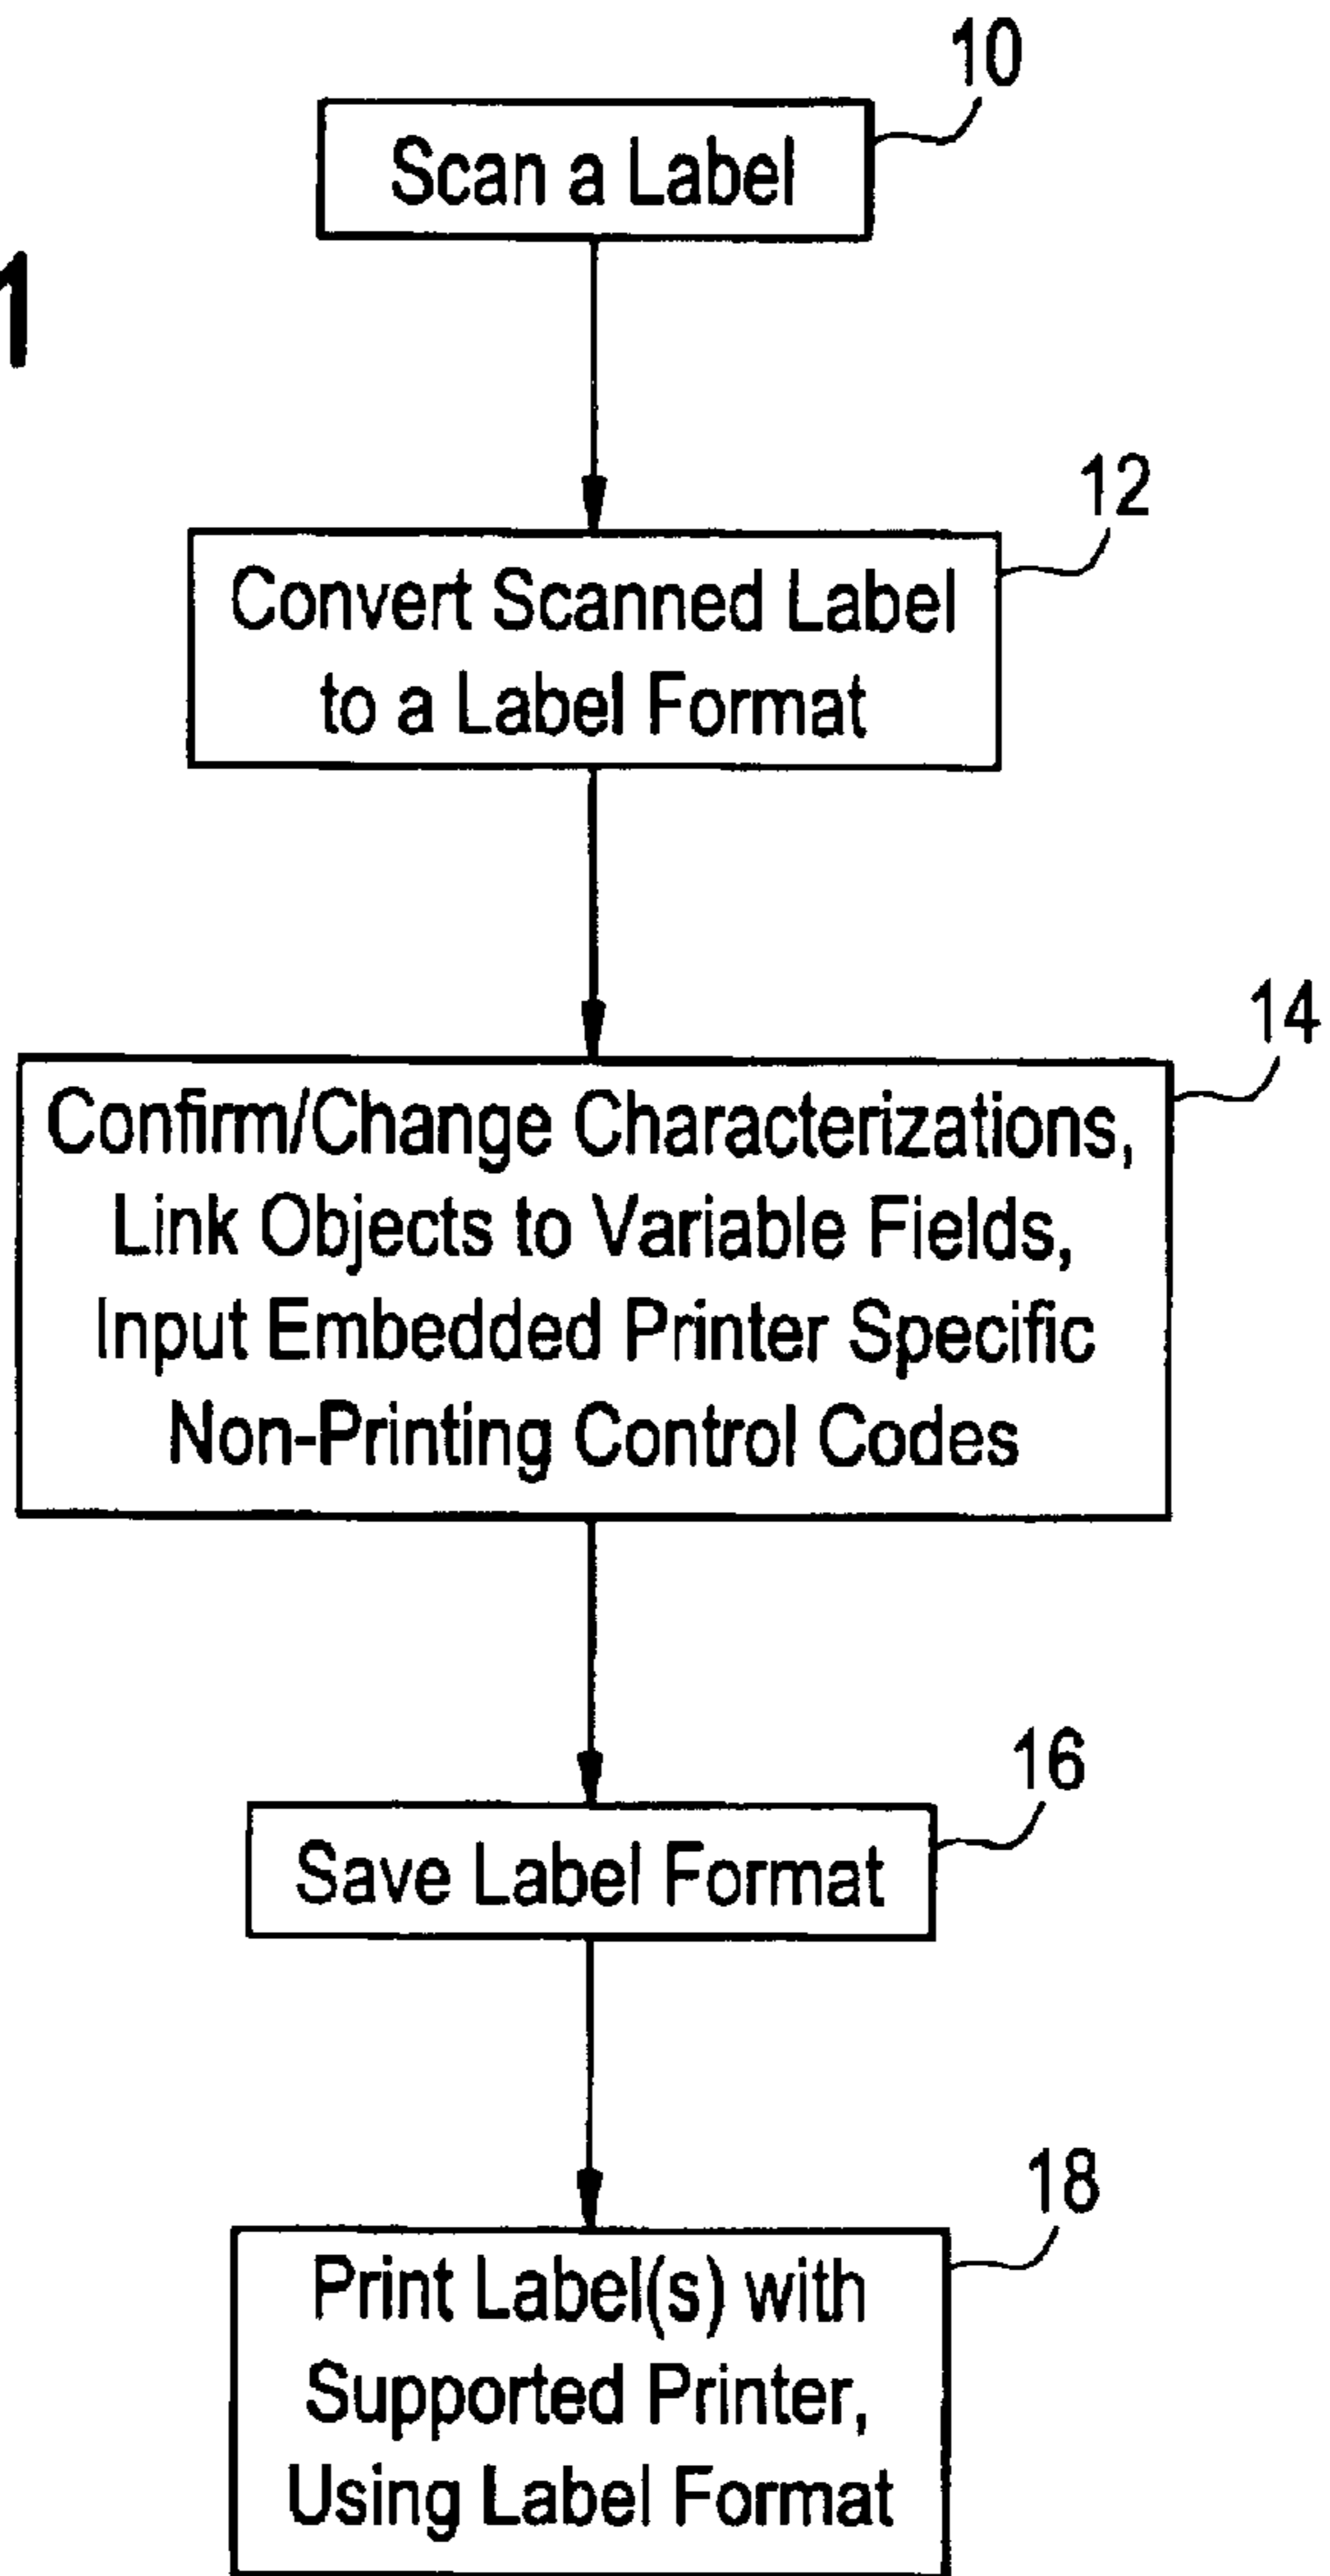 10
Scan a Label
1
12
Convert Scanned Label
to a Label Format
14
Confirm/Change Characterizations,
Link Objects to Variable Fields,
Input Embedded Printer Specific
Non-Printing Control Codes
16
Save Label Format
18
Print Label(s) with
Supported Printer,
Using Label Format